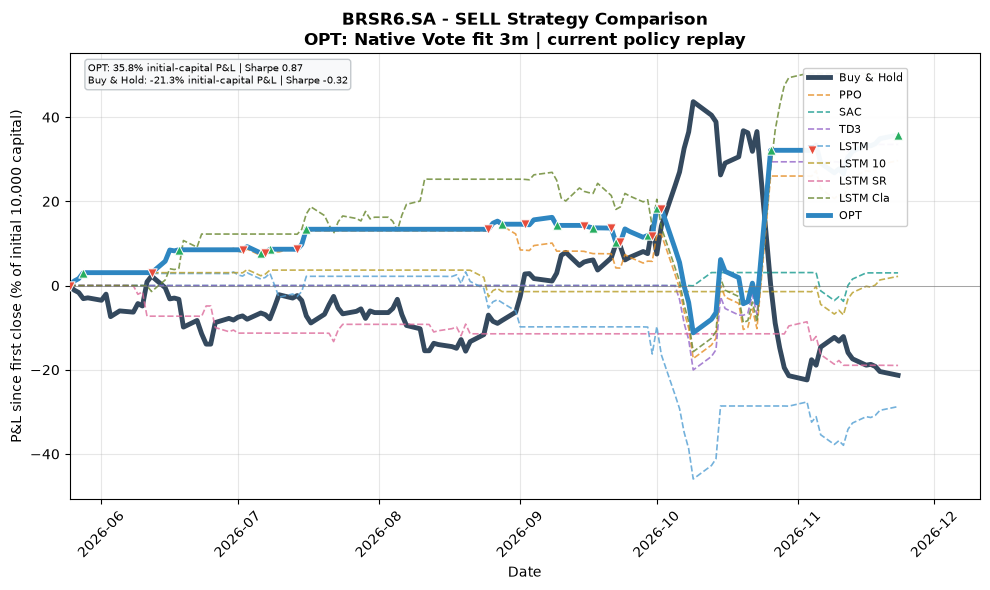 BRSR6.SA - SELL Strategy Comparison
OPT: Native Vote fit 3m | current policy replay
OPT: 35.8% initial-capital P&L | Sharpe 0.87
Buy & Hold: -21.3% initial-capital P&L | Sharpe -0.32
Buy & Hold
PPO
SAC
TD3
LSTM
LSTM 10
LSTM SR
LSTM Cla
OPT
P&L since first close (% of initial 10,000 capital)
40
20
0
−20
−40
2026-06
2026-07
2026-08
2026-09
2026-10
2026-11
2026-12
Date